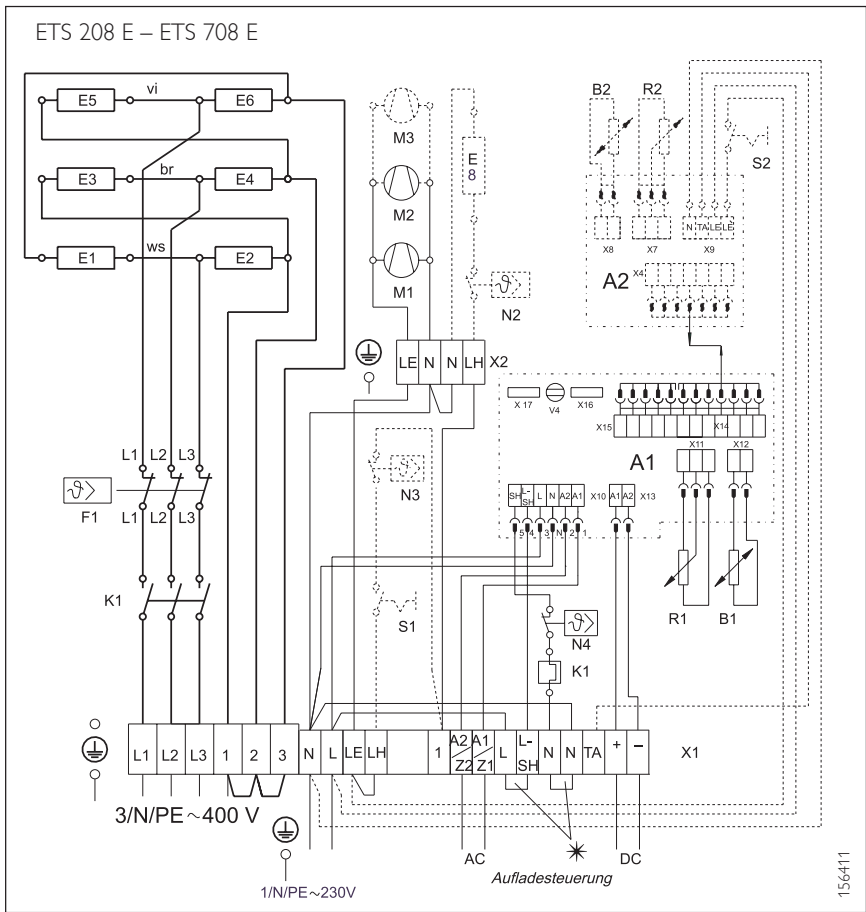 ETS 208 E – ETS 708 E
E5 vi E6
E3 br E4
E1 ws E2
M3
M2
M1
E
8
N2
B2 R2
S2
N TA LE LE
X8 X7 X9
A2 X4
LE N N LH X2
X 17 V4 X16
X15 X14
A1 X11 X12
L1 L2 L3
ϑ>
F1
L1 L2 L3
K1
ϑ>
N3
S1
SH L-SH L N A2 A1 X10 A1 A2 X13
5 4 3 N 2 1
ϑ>
N4
K1
R1 B1
L1 L2 L3 1 2 3 N L LE LH 1 A2/Z2 A1/Z1 L L-SH N N TA + – X1
3/N/PE~400 V
AC DC
Aufladesteuerung
1/N/PE~230V
156411